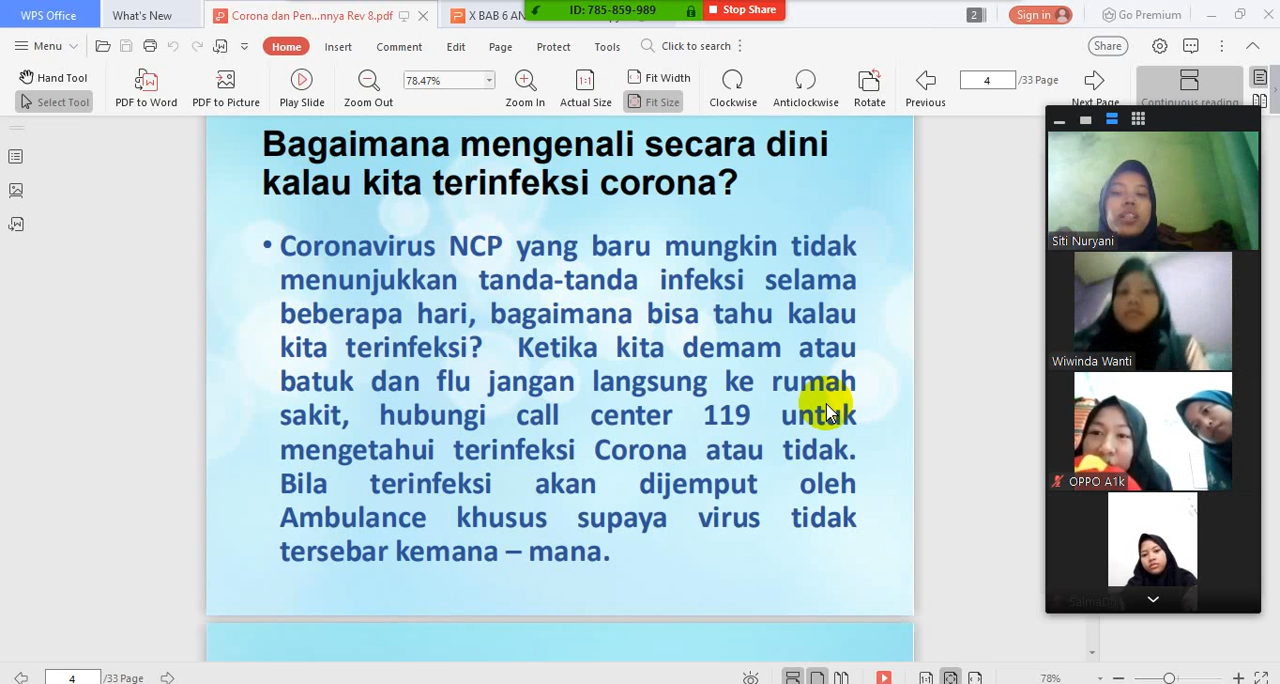 WPS Office
What's New
Corona dan Pen...nnya Rev 8.pdf
X BAB 6 AN
ID: 785-859-989
Stop Share
2
Sign in
Go Premium
Menu
Home
Insert
Comment
Edit
Page
Protect
Tools
Click to search
Share
Hand Tool
Select Tool
PDF to Word
PDF to Picture
Play Slide
Zoom Out
78.47%
Zoom In
1:1
Actual Size
Fit Width
Fit Size
Clockwise
Anticlockwise
Rotate
Previous
4
/33 Page
Next Page
Continuous reading
Bagaimana mengenali secara dini
kalau kita terinfeksi corona?
• Coronavirus NCP yang baru mungkin tidak
menunjukkan tanda-tanda infeksi selama
beberapa hari, bagaimana bisa tahu kalau
kita terinfeksi? Ketika kita demam atau
batuk dan flu jangan langsung ke rumah
sakit, hubungi call center 119 untuk
mengetahui terinfeksi Corona atau tidak.
Bila terinfeksi akan dijemput oleh
Ambulance khusus supaya virus tidak
tersebar kemana – mana.
Siti Nuryani
Wiwinda Wanti
OPPO A1k
4
/33 Page
78%